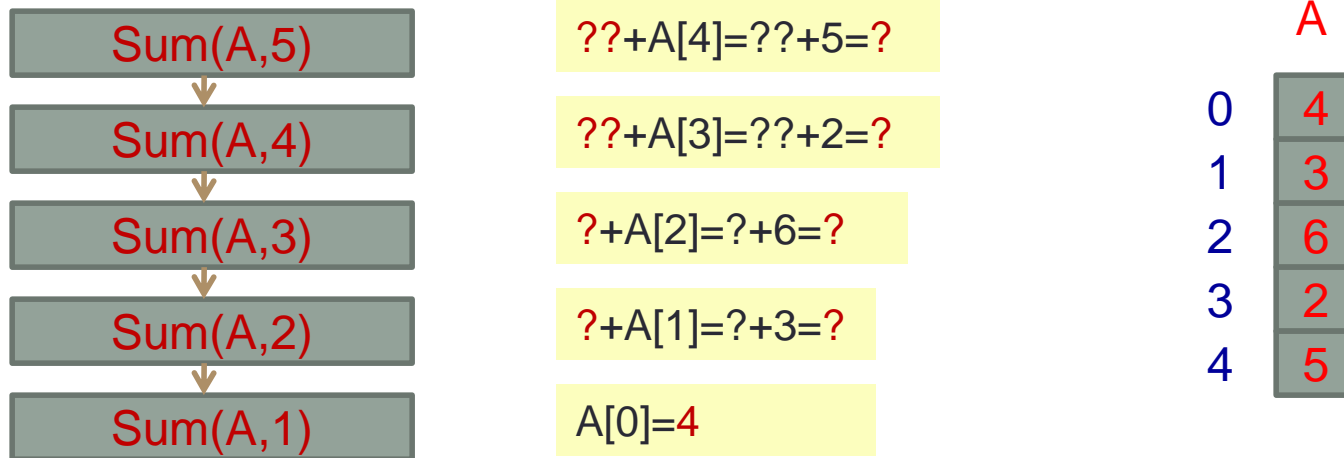 Sum(A,5)
Sum(A,4)
Sum(A,3)
Sum(A,2)
Sum(A,1)
??+A[4]=??+5=?
??+A[3]=??+2=?
?+A[2]=?+6=?
?+A[1]=?+3=?
A[0]=4
A
0 4
1 3
2 6
3 2
4 5